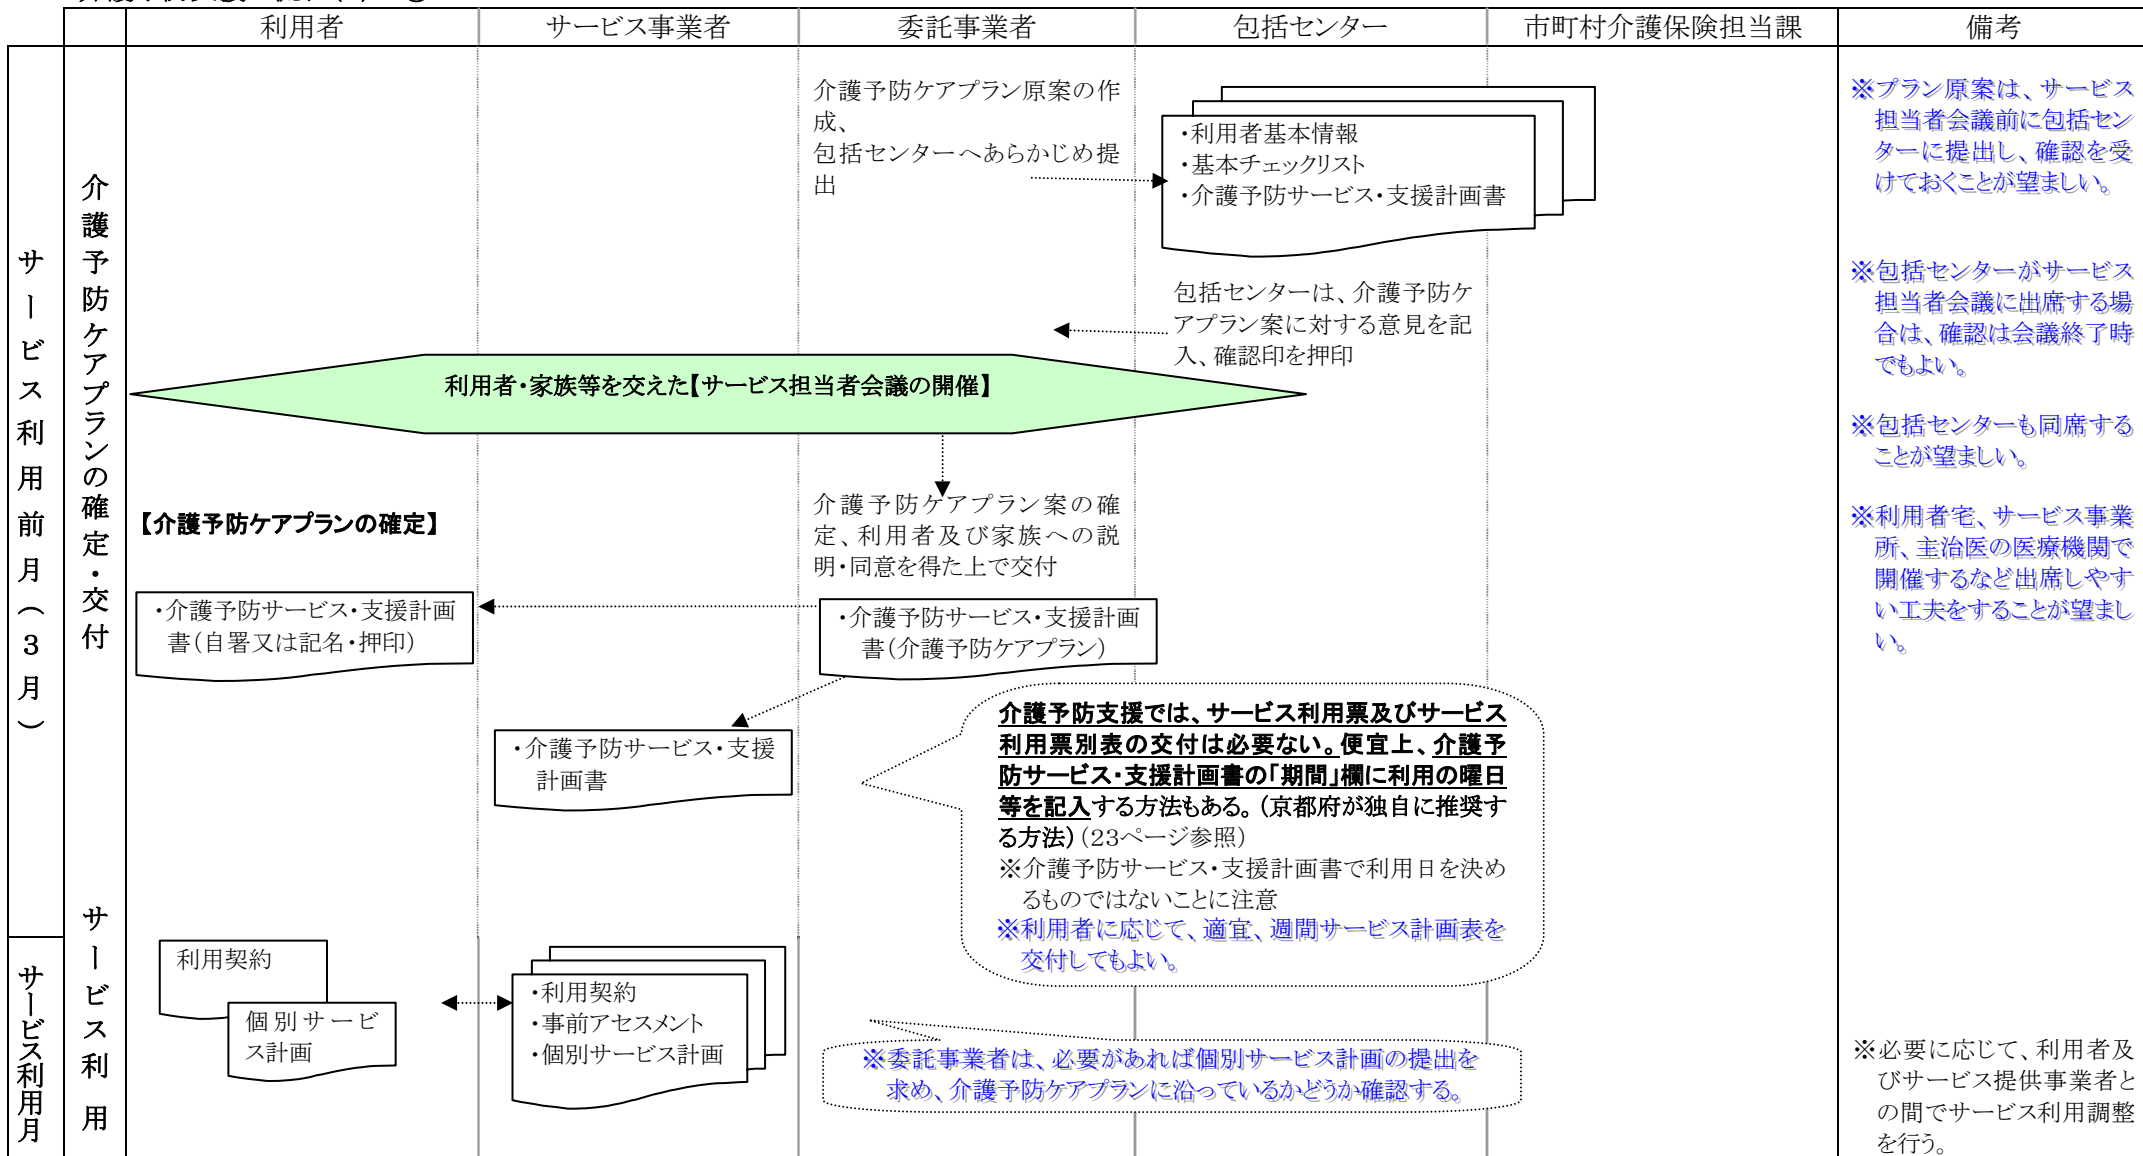 利用者
サービス事業者
委託事業者
包括センター
市町村介護保険担当課
備考
サービス利用前月(3月)
介護予防ケアプランの確定・交付
介護予防ケアプラン原案の作
成、
包括センターへあらかじめ提
出
・利用者基本情報
・基本チェックリスト
・介護予防サービス・支援計画書
※プラン原案は、サービス
担当者会議前に包括セン
ターに提出し、確認を受
けておくことが望ましい。
包括センターは、介護予防ケ
アプラン案に対する意見を記
入、確認印を押印
※包括センターがサービス
担当者会議に出席する場
合は、確認は会議終了時
でもよい。
利用者・家族等を交えた【サービス担当者会議の開催】
※包括センターも同席する
ことが望ましい。
【介護予防ケアプランの確定】
介護予防ケアプラン案の確
定、利用者及び家族への説
明・同意を得た上で交付
※利用者宅、サービス事業
所、主治医の医療機関で
開催するなど出席しやす
い工夫をすることが望まし
い。
・介護予防サービス・支援計画
書(自署又は記名・押印)
・介護予防サービス・支援計画
書(介護予防ケアプラン)
・介護予防サービス・支援
計画書
介護予防支援では、サービス利用票及びサービス
利用票別表の交付は必要ない。便宜上、介護予
防サービス・支援計画書の「期間」欄に利用の曜日
等を記入する方法もある。(京都府が独自に推奨す
る方法)(23ページ参照)
※介護予防サービス・支援計画書で利用日を決め
るものではないことに注意
※利用者に応じて、適宜、週間サービス計画表を
交付してもよい。
サービス利用月
サービス利用
利用契約
個別サービ
ス計画
・利用契約
・事前アセスメント
・個別サービス計画
※委託事業者は、必要があれば個別サービス計画の提出を
求め、介護予防ケアプランに沿っているかどうか確認する。
※必要に応じて、利用者及
びサービス提供事業者と
の間でサービス利用調整
を行う。